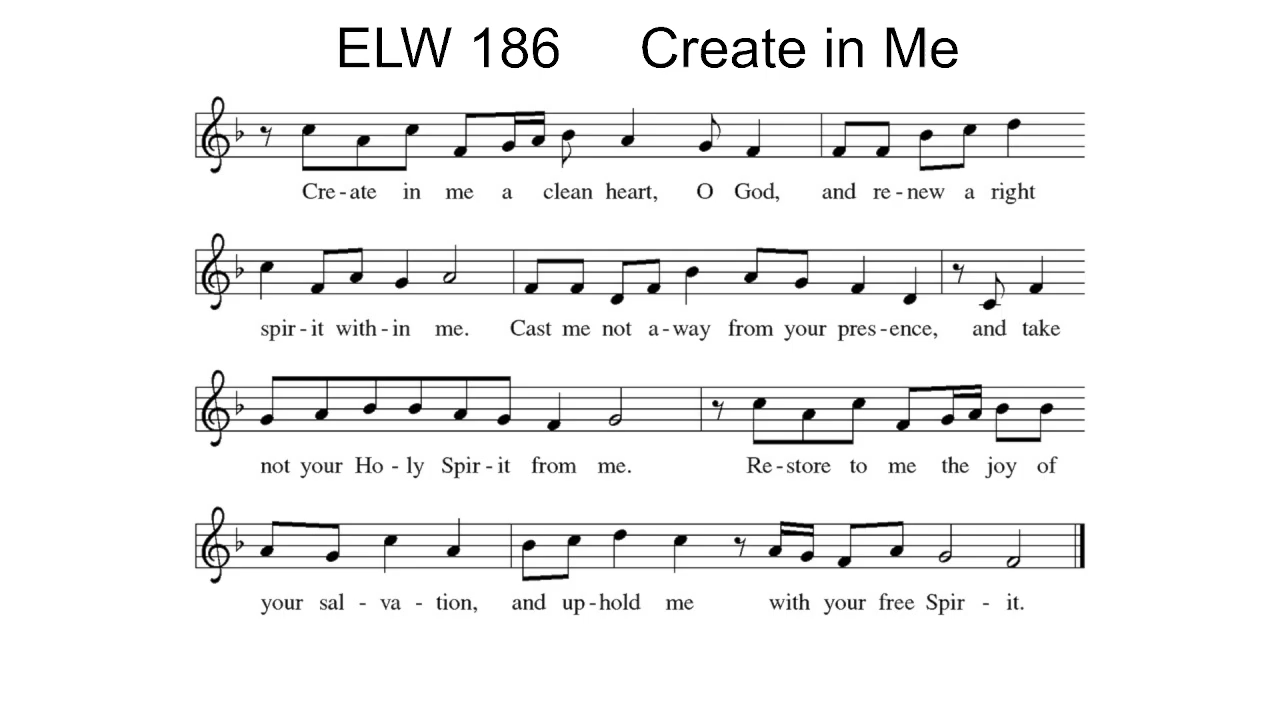 ELW 186 Create in Me
Cre - ate in me a clean heart, O God, and re - new a right
spir - it with - in me. Cast me not a - way from your pres - ence, and take
not your Ho - ly Spir - it from me. Re - store to me the joy of
your sal - va - tion, and up - hold me with your free Spir - it.